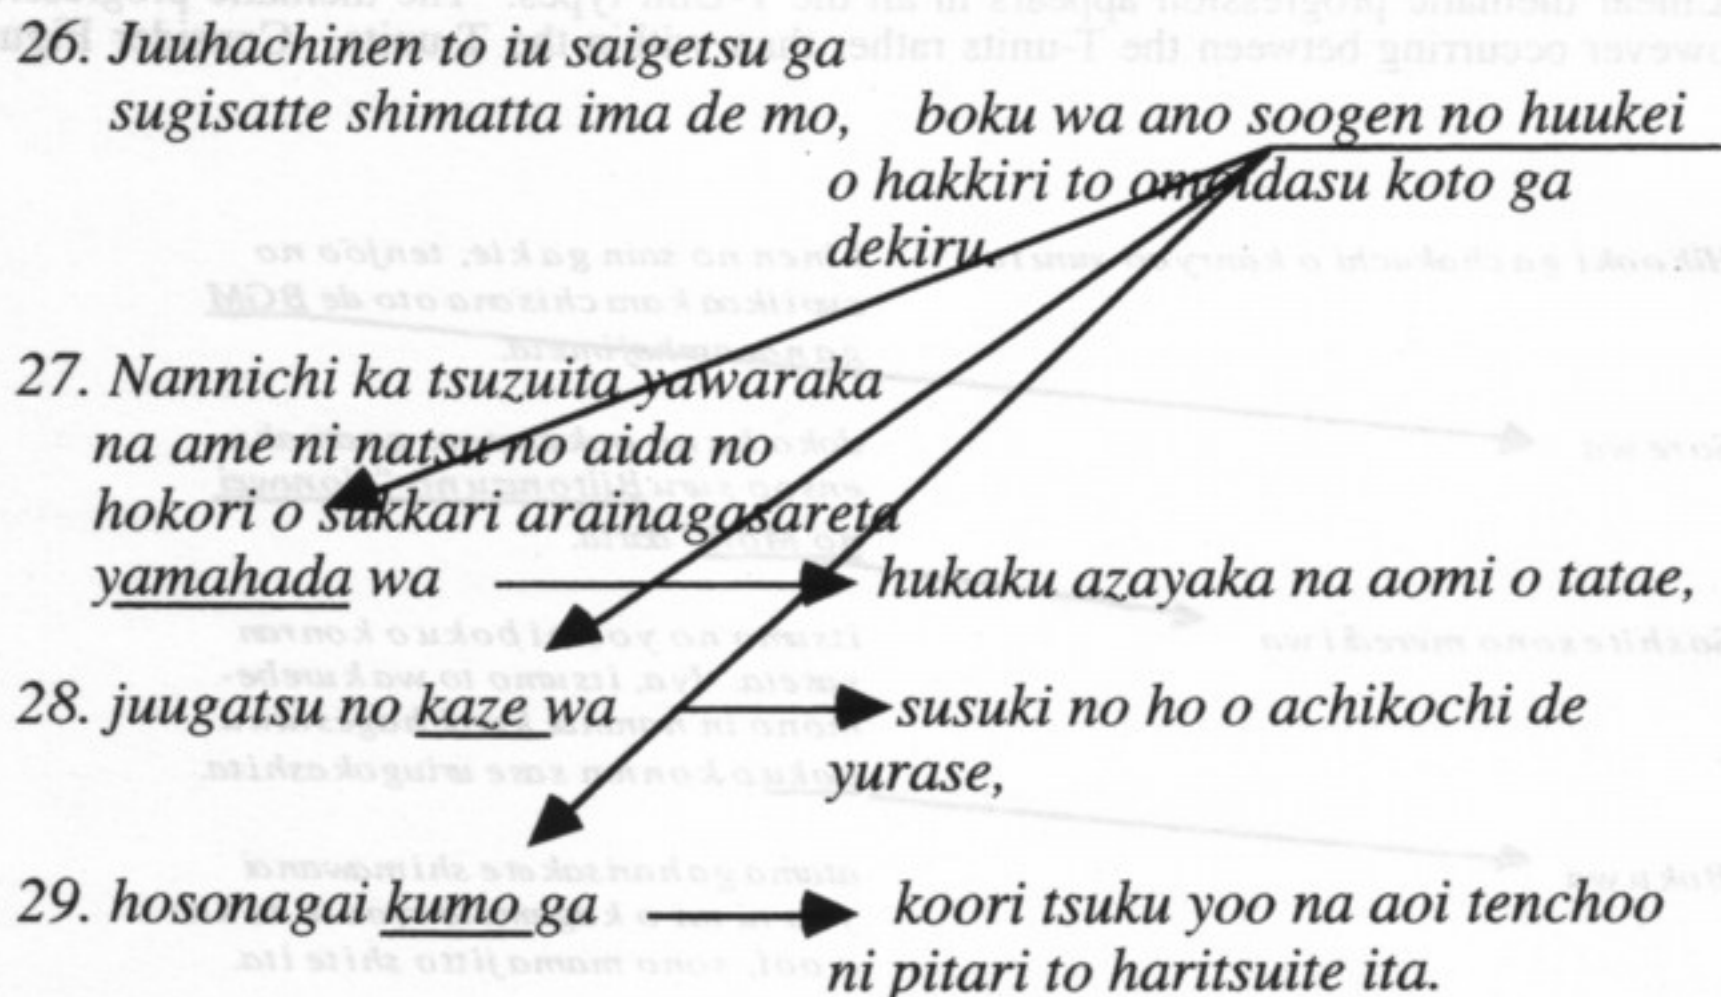 26. Juuhachinen to iu saigetsu ga
sugisatte shimatta ima de mo, boku wa ano soogen no huukei
o hakkiri to omoidasu koto ga
dekiru
27. Nannichi ka tsuzuita yawaraka
na ame ni natsu no aida no
hokori o sukkari arainagasareta
yamahada wa hukaku azayaka na aomi o tatae,
28. juugatsu no kaze wa susuki no ho o achikochi de
yurase,
29. hosonagai kumo ga koori tsuku yoo na aoi tenchoo
ni pitari to haritsuite ita.